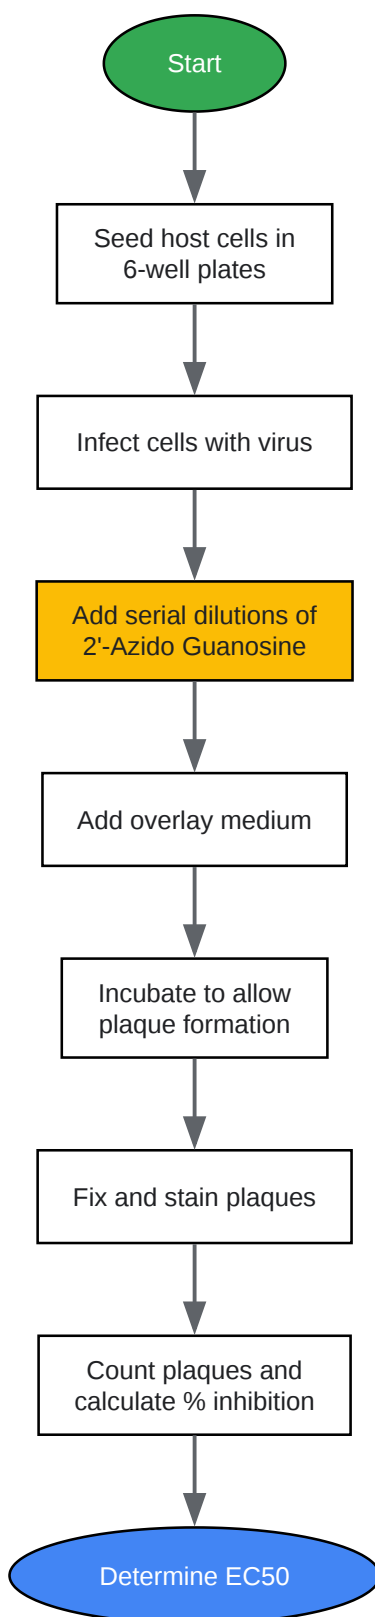 Start
Seed host cells in
6-well plates
Infect cells with virus
Add serial dilutions of
2'-Azido Guanosine
Add overlay medium
Incubate to allow
plaque formation
Fix and stain plaques
Count plaques and
calculate % inhibition
Determine EC50